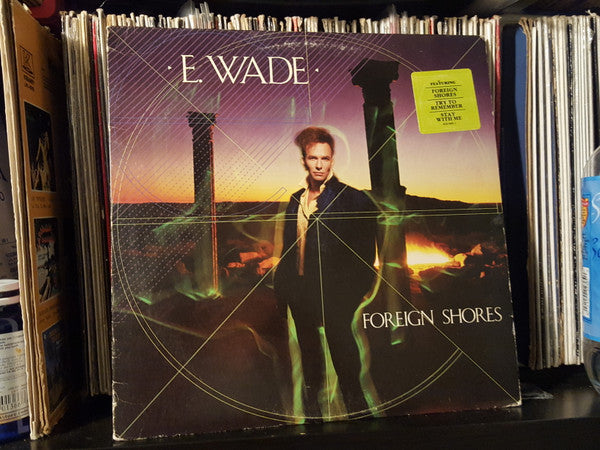 · E. WADE ·
FEATURING
FOREIGN
SHORES
TRY TO
REMEMBER
STAY
WITH ME
FOREIGN SHORES